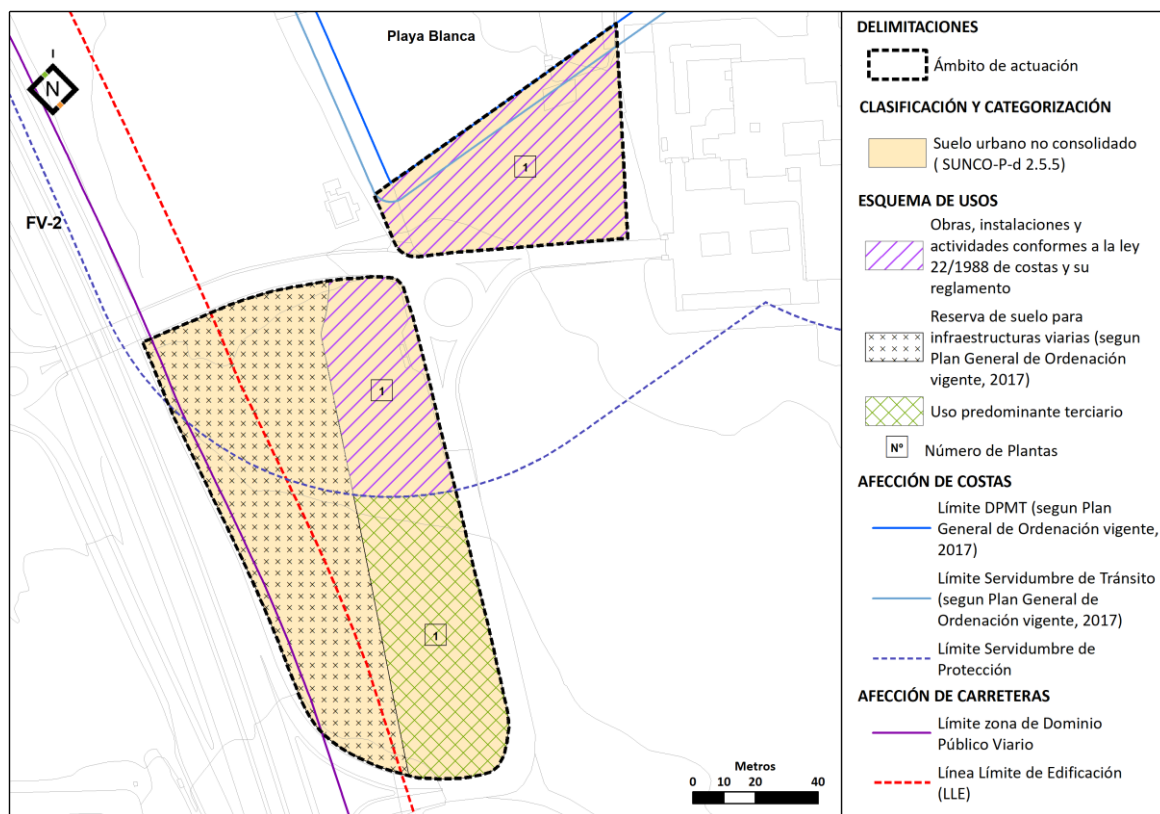 Playa Blanca
N
FV-2
1
1
1
Metros
0 10 20 40
DELIMITACIONES
Ámbito de actuación
CLASIFICACIÓN Y CATEGORIZACIÓN
Suelo urbano no consolidado
( SUNCO-P-d 2.5.5)
ESQUEMA DE USOS
Obras, instalaciones y
actividades conformes a la ley
22/1988 de costas y su
reglamento
Reserva de suelo para
infraestructuras viarias (segun
Plan General de Ordenación
vigente, 2017)
Uso predominante terciario
Nº
Número de Plantas
AFECCIÓN DE COSTAS
Límite DPMT (segun Plan
General de Ordenación vigente,
2017)
Límite Servidumbre de Tránsito
(segun Plan General de
Ordenación vigente, 2017)
Límite Servidumbre de
Protección
AFECCIÓN DE CARRETERAS
Límite zona de Dominio
Público Viario
Línea Límite de Edificación
(LLE)